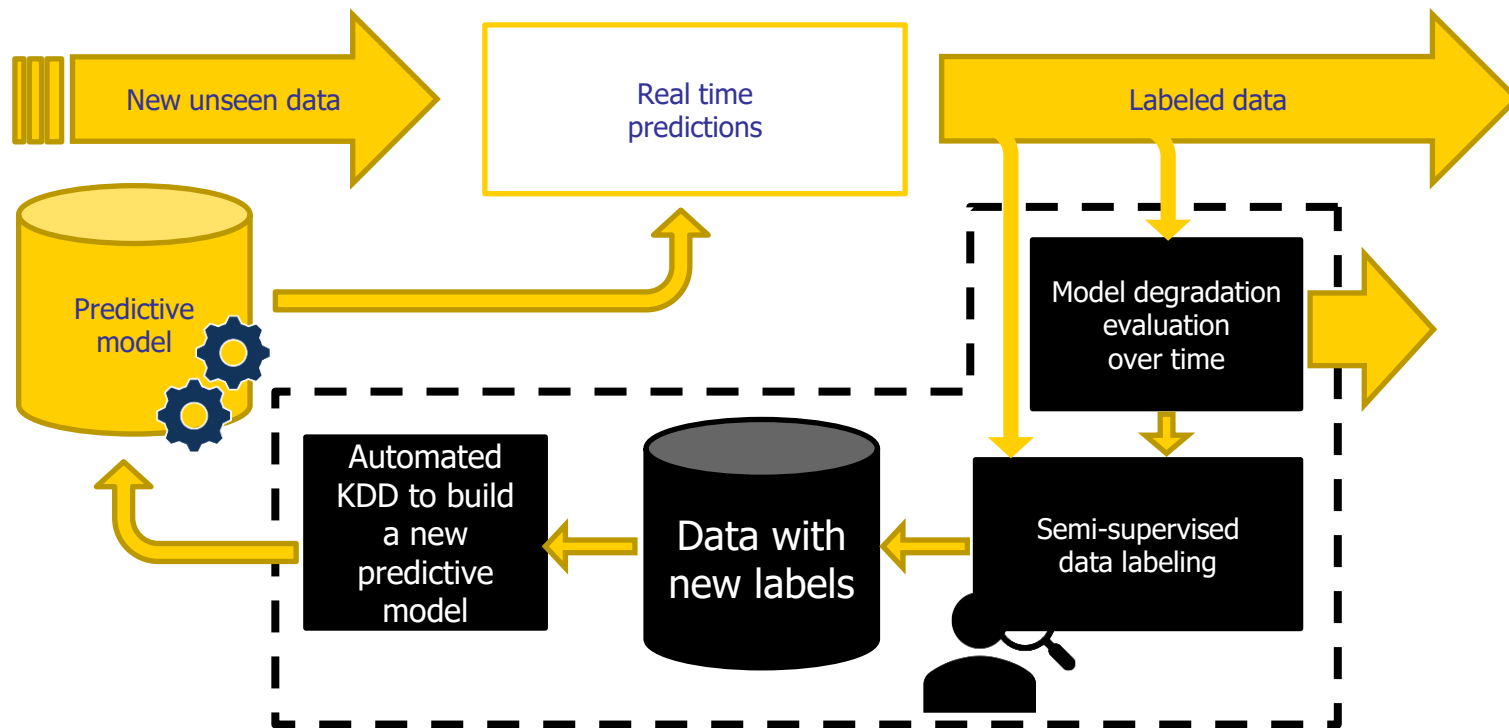 New unseen data
Real time
predictions
Labeled data
Predictive
model
Model degradation
evaluation
over time
Automated
KDD to build
a new
predictive
model
Data with
new labels
Semi-supervised
data labeling